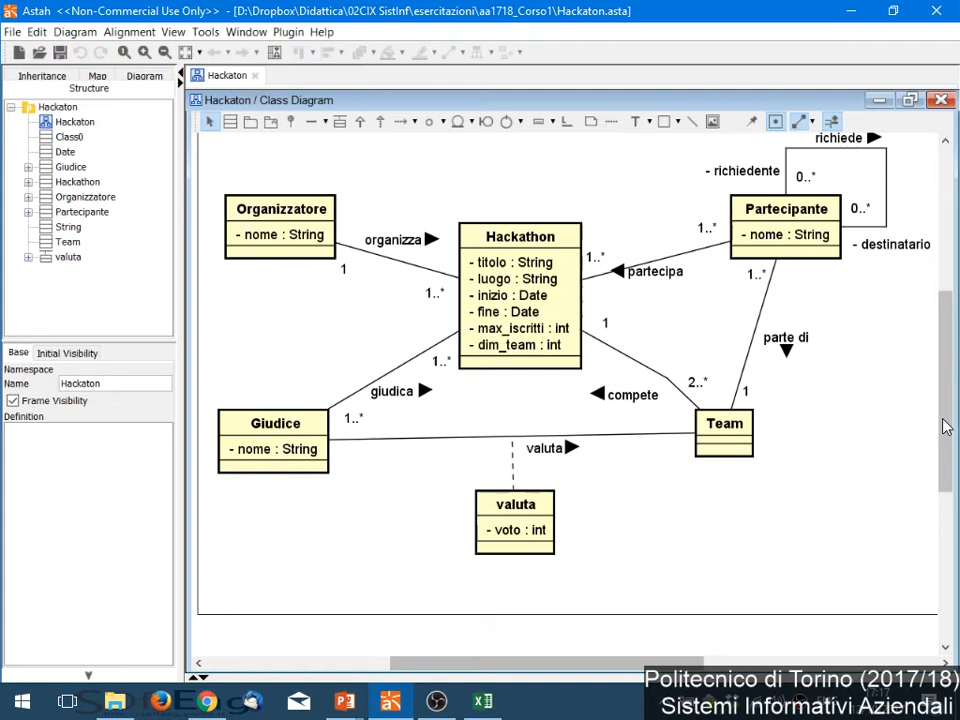 Astah <<Non-Commercial Use Only>> - [D:\Dropbox\Didattica\02CIX SistInf\esercitazioni\aa1718_Corso1\Hackaton.asta]
File Edit Diagram Alignment View Tools Window Plugin Help
Inheritance Map Diagram
Structure
Hackaton
Hackaton
Class0
Date
Giudice
Hackathon
Organizzatore
Partecipante
String
Team
valuta
Base Initial Visibility
Namespace
Name Hackaton
Frame Visibility
Definition
Hackaton
Hackaton / Class Diagram
T
richiede
- richiedente
0..*
0..*
- destinatario
Organizzatore
- nome : String
organizza
1
1..*
Hackathon
- titolo : String
- luogo : String
- inizio : Date
- fine : Date
- max_iscritti : int
- dim_team : int
1..*
1..*
partecipa
Partecipante
- nome : String
1..*
parte di
1
1
2..*
compete
1..*
giudica
1..*
Giudice
- nome : String
valuta
Team
valuta
- voto : int
Politecnico di Torino (2017/18)
Sistemi Informativi Aziendali
17:17